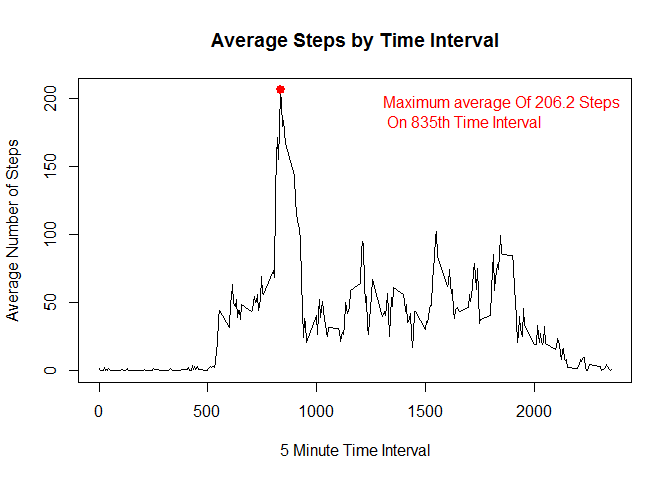 Average Steps by Time Interval
Maximum average Of 206.2 Steps
On 835th Time Interval
Average Number of Steps
200
150
100
50
0
0 500 1000 1500 2000
5 Minute Time Interval